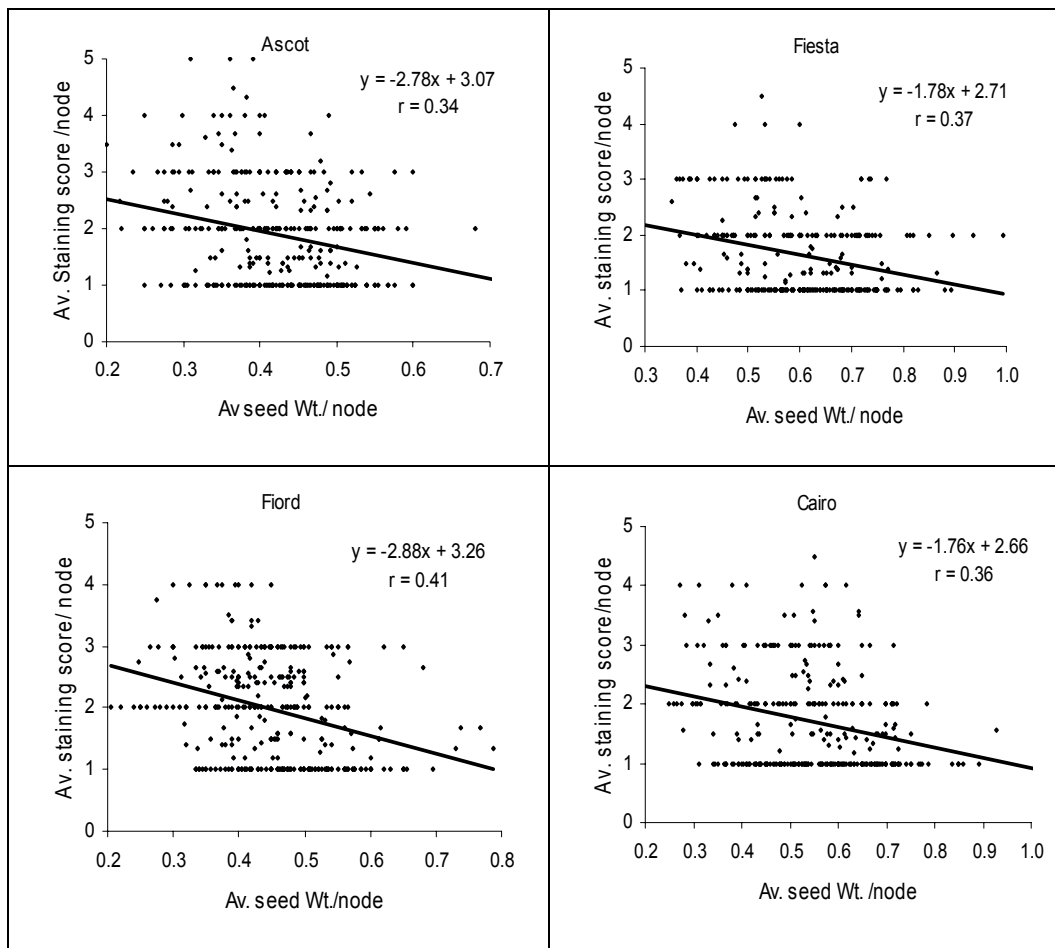 Ascot
y = -2.78x + 3.07
r = 0.34
Av. Staining score /node
5
4
3
2
1
0
0.2 0.3 0.4 0.5 0.6 0.7
Av seed Wt./ node
Fiesta
y = -1.78x + 2.71
r = 0.37
Av. staining score/node
5
4
3
2
1
0
0.3 0.4 0.5 0.6 0.7 0.8 0.9 1.0
Av. seed Wt./ node
Fiord
y = -2.88x + 3.26
r = 0.41
Av. staining score/ node
5
4
3
2
1
0
0.2 0.3 0.4 0.5 0.6 0.7 0.8
Av. seed Wt./node
Cairo
y = -1.76x + 2.66
r = 0.36
Av. staining score/node
5
4
3
2
1
0
0.2 0.3 0.4 0.5 0.6 0.7 0.8 0.9 1.0
Av. seed Wt. /node